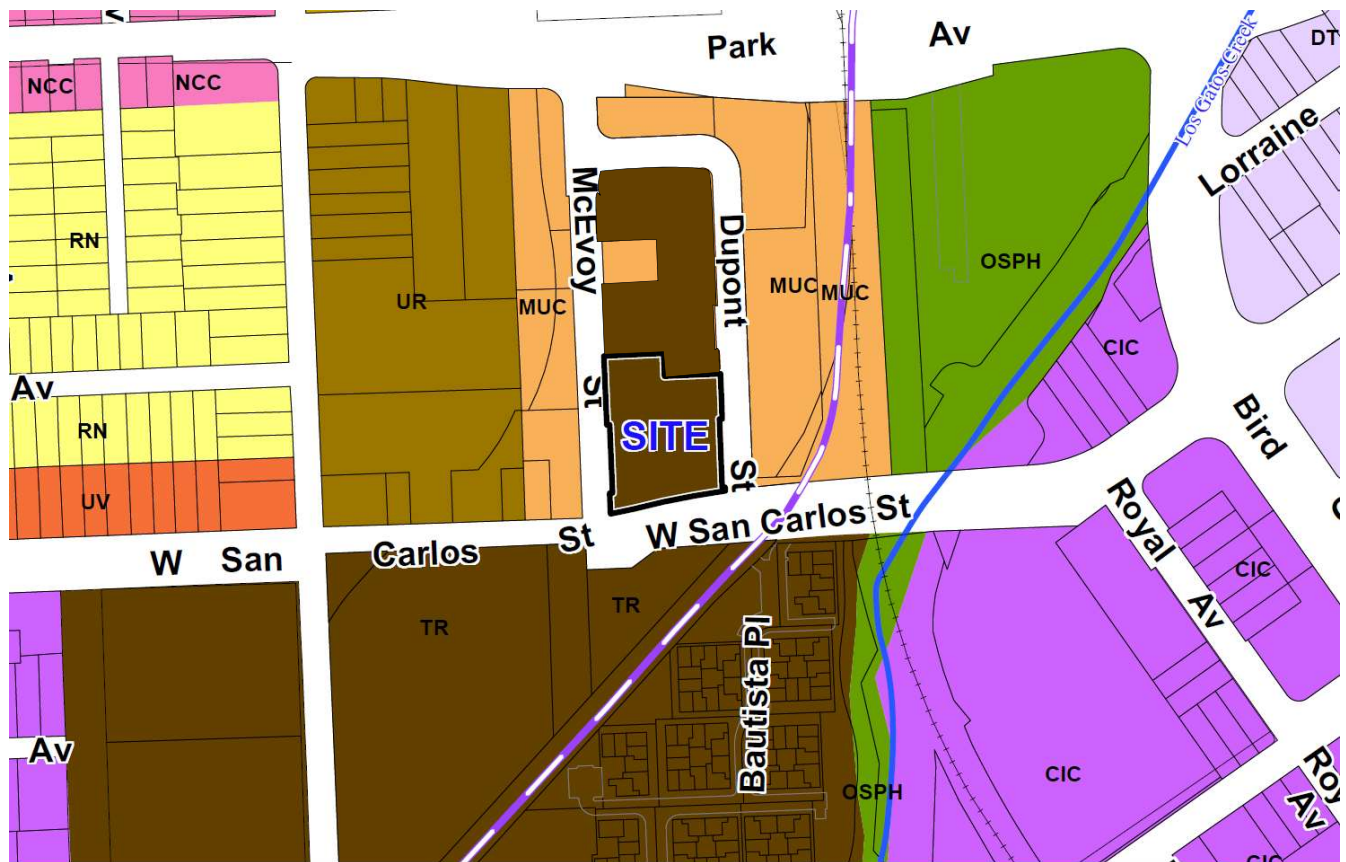 Park
Av
DT
Los Gatos Creek
Lorraine
NCC
NCC
McEvoy
St
Dupont
St
RN
UR
MUC
MUC
MUC
OSPH
CIC
Av
RN
SITE
UV
Bird
Royal
Av
W San Carlos St
St
W San Carlos
CIC
TR
TR
Bautista Pl
Av
OSPH
CIC
Roy
Av
CIC